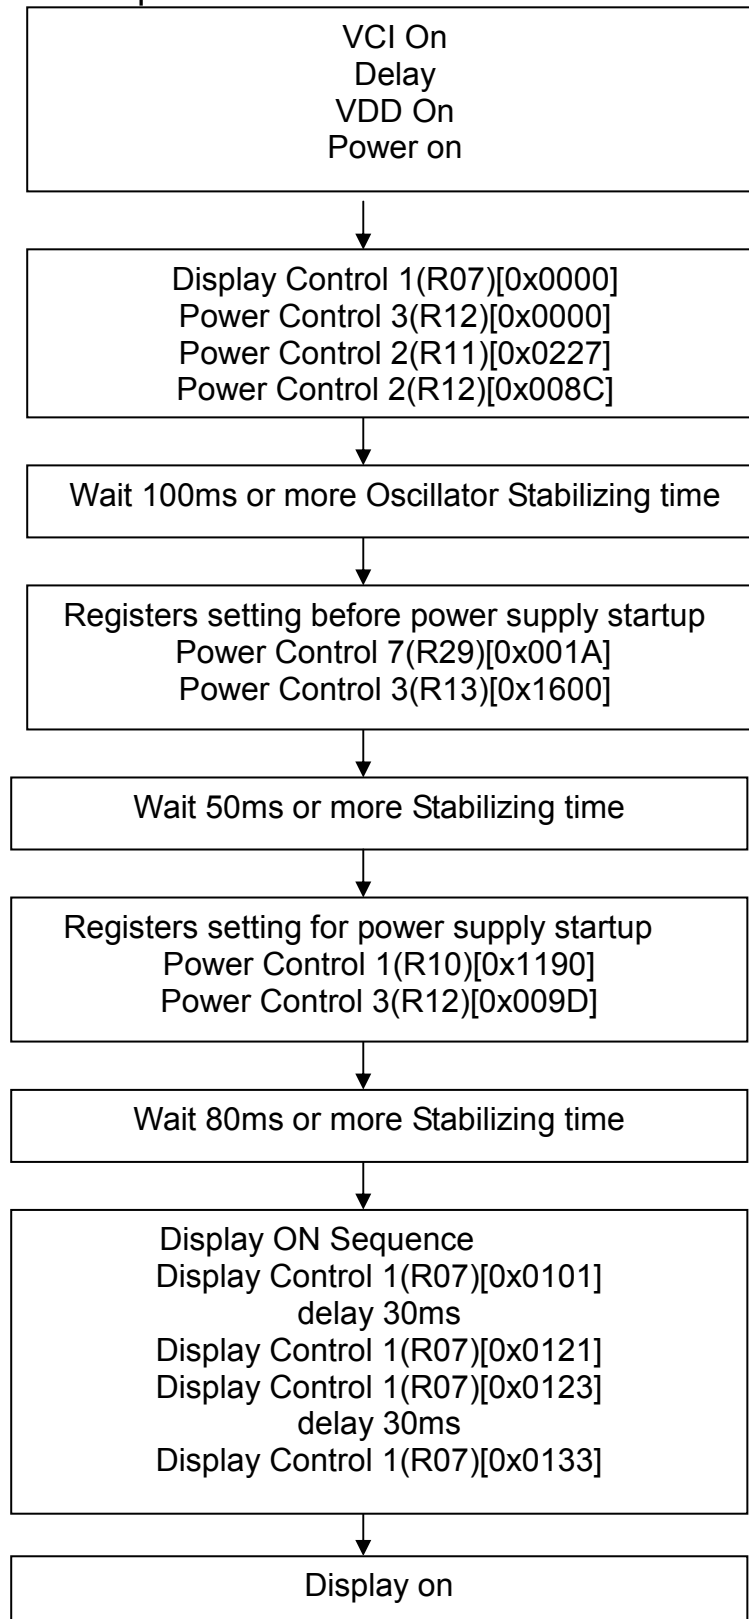 VCI On
Delay
VDD On
Power on
Display Control 1(R07)[0x0000]
Power Control 3(R12)[0x0000]
Power Control 2(R11)[0x0227]
Power Control 2(R12)[0x008C]
Wait 100ms or more Oscillator Stabilizing time
Registers setting before power supply startup
Power Control 7(R29)[0x001A]
Power Control 3(R13)[0x1600]
Wait 50ms or more Stabilizing time
Registers setting for power supply startup
Power Control 1(R10)[0x1190]
Power Control 3(R12)[0x009D]
Wait 80ms or more Stabilizing time
Display ON Sequence
Display Control 1(R07)[0x0101]
delay 30ms
Display Control 1(R07)[0x0121]
Display Control 1(R07)[0x0123]
delay 30ms
Display Control 1(R07)[0x0133]
Display on